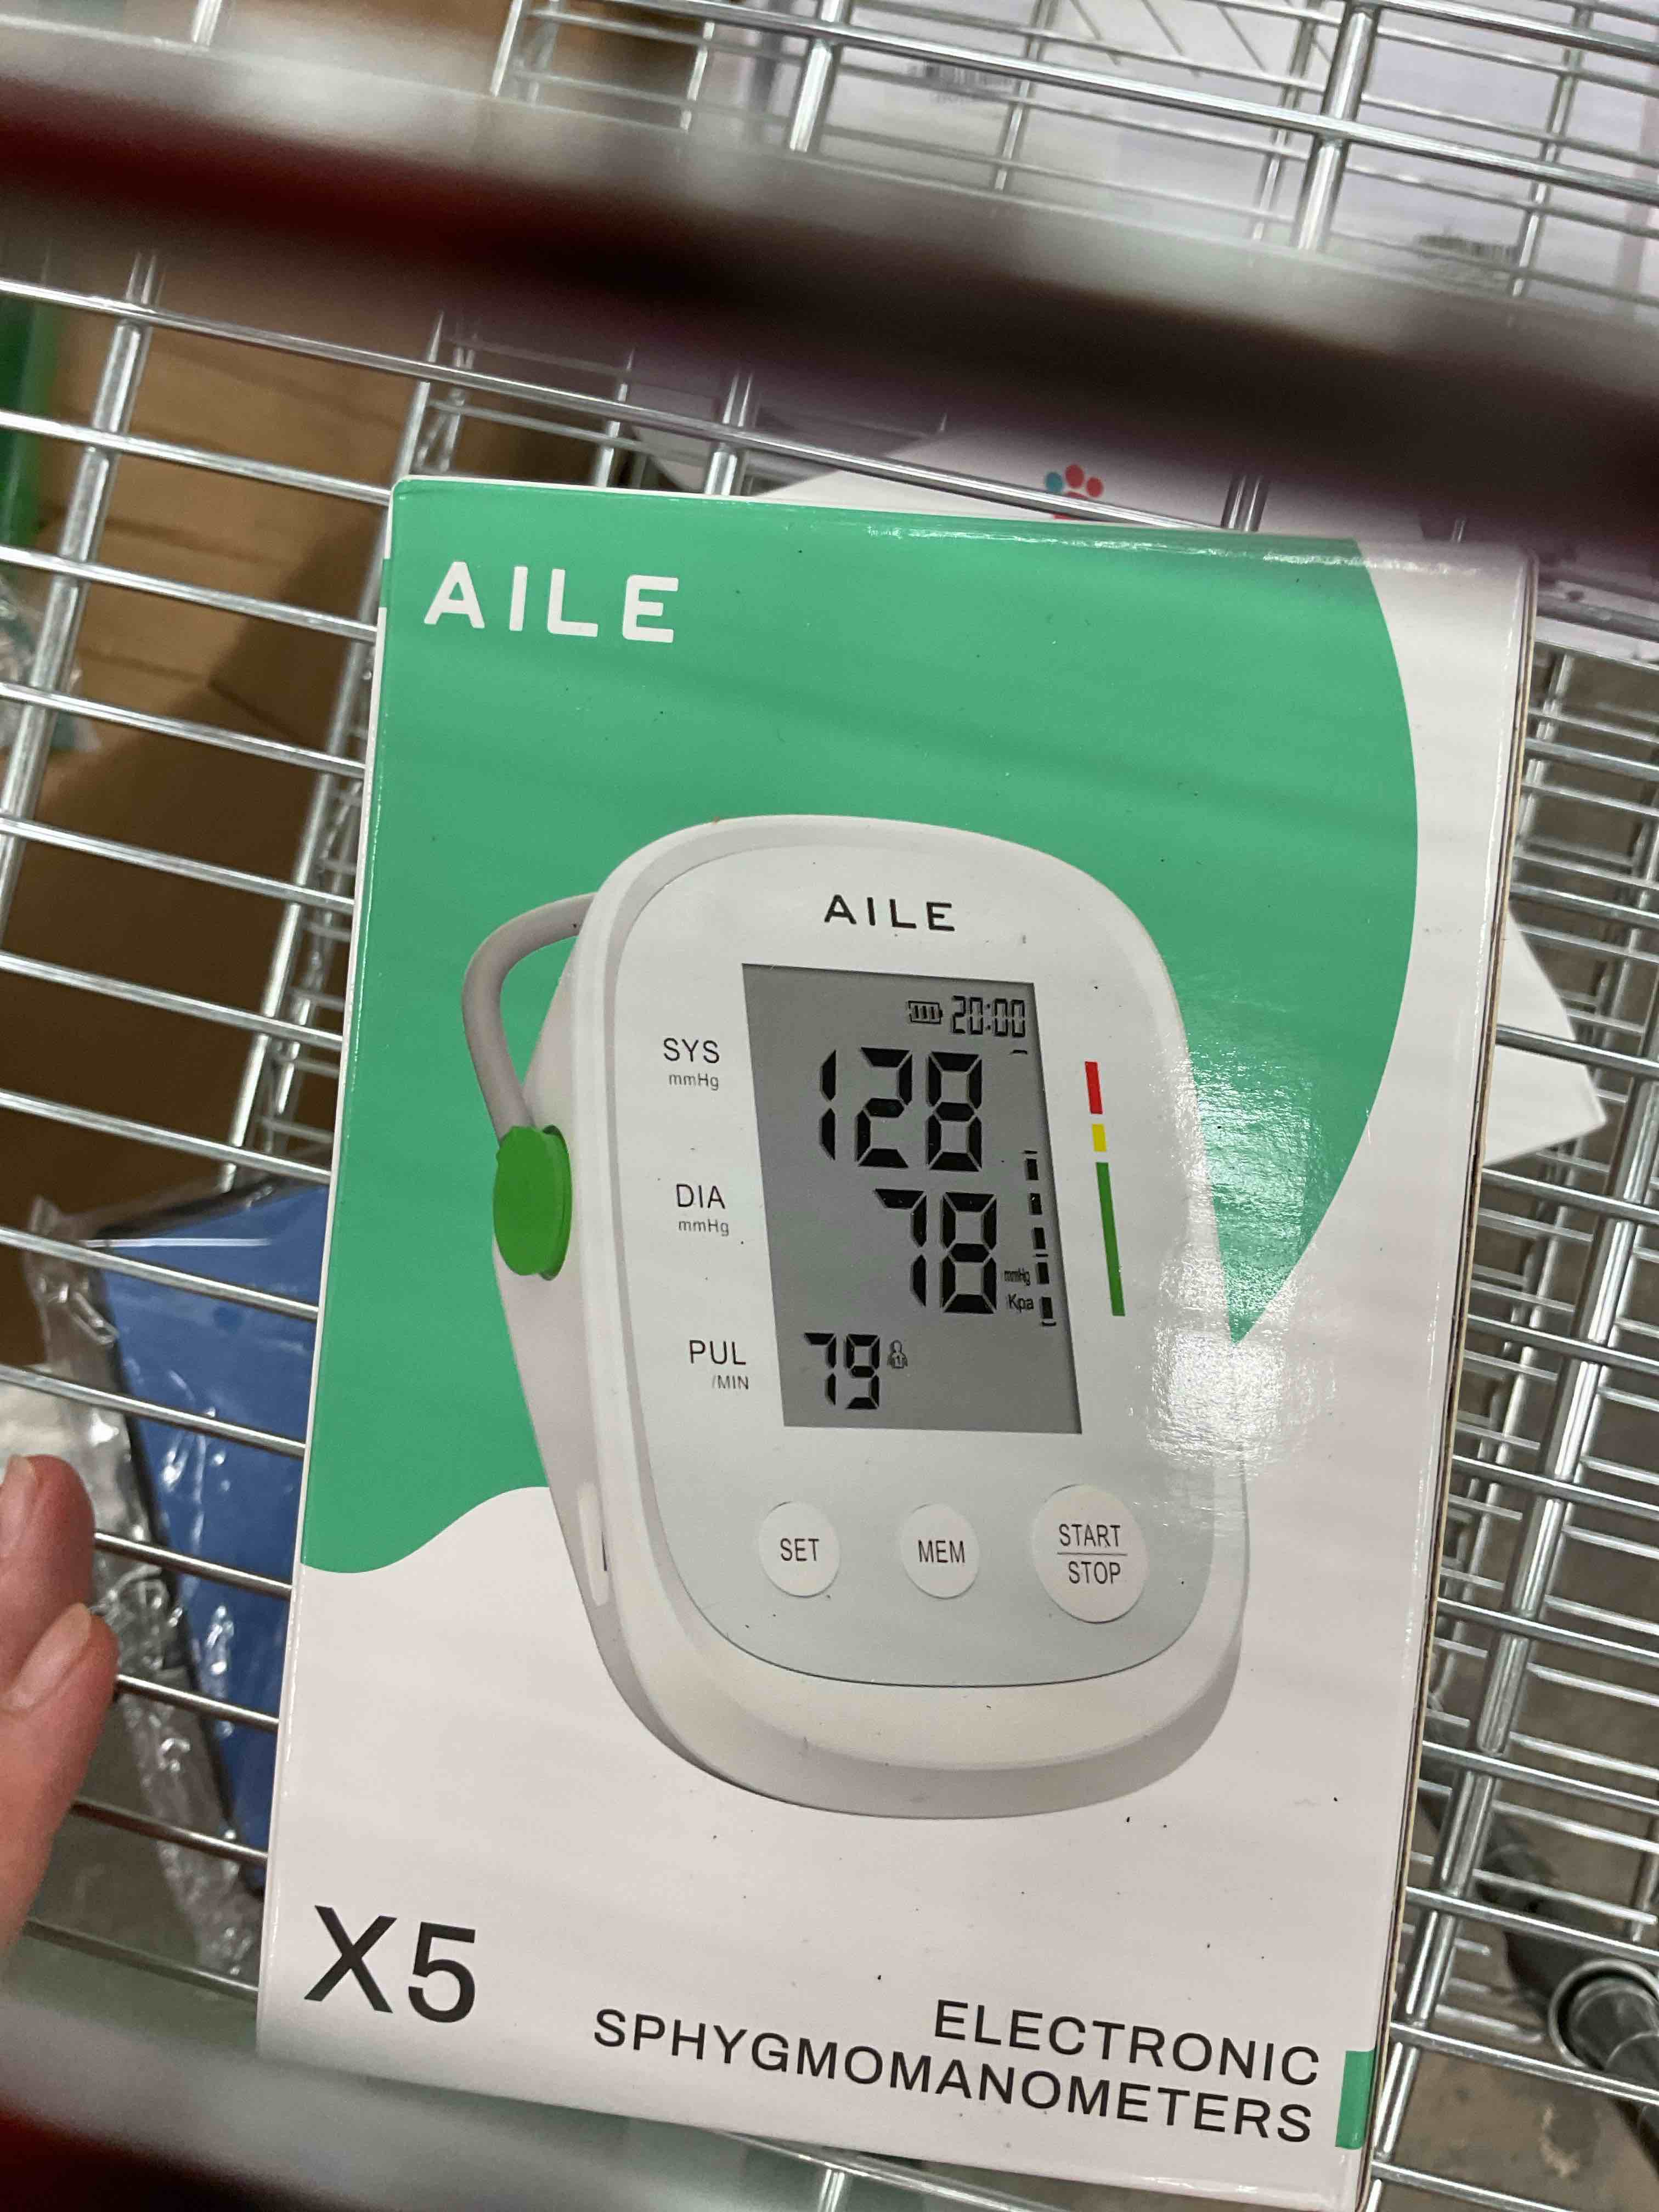 AILE
AILE
20:00
SYS
mmHg
128
DIA
mmHg
78
mmHg
Kpa
PUL
/MIN
79
SET
MEM
START
STOP
X5
ELECTRONIC
SPHYGMOMANOMETERS